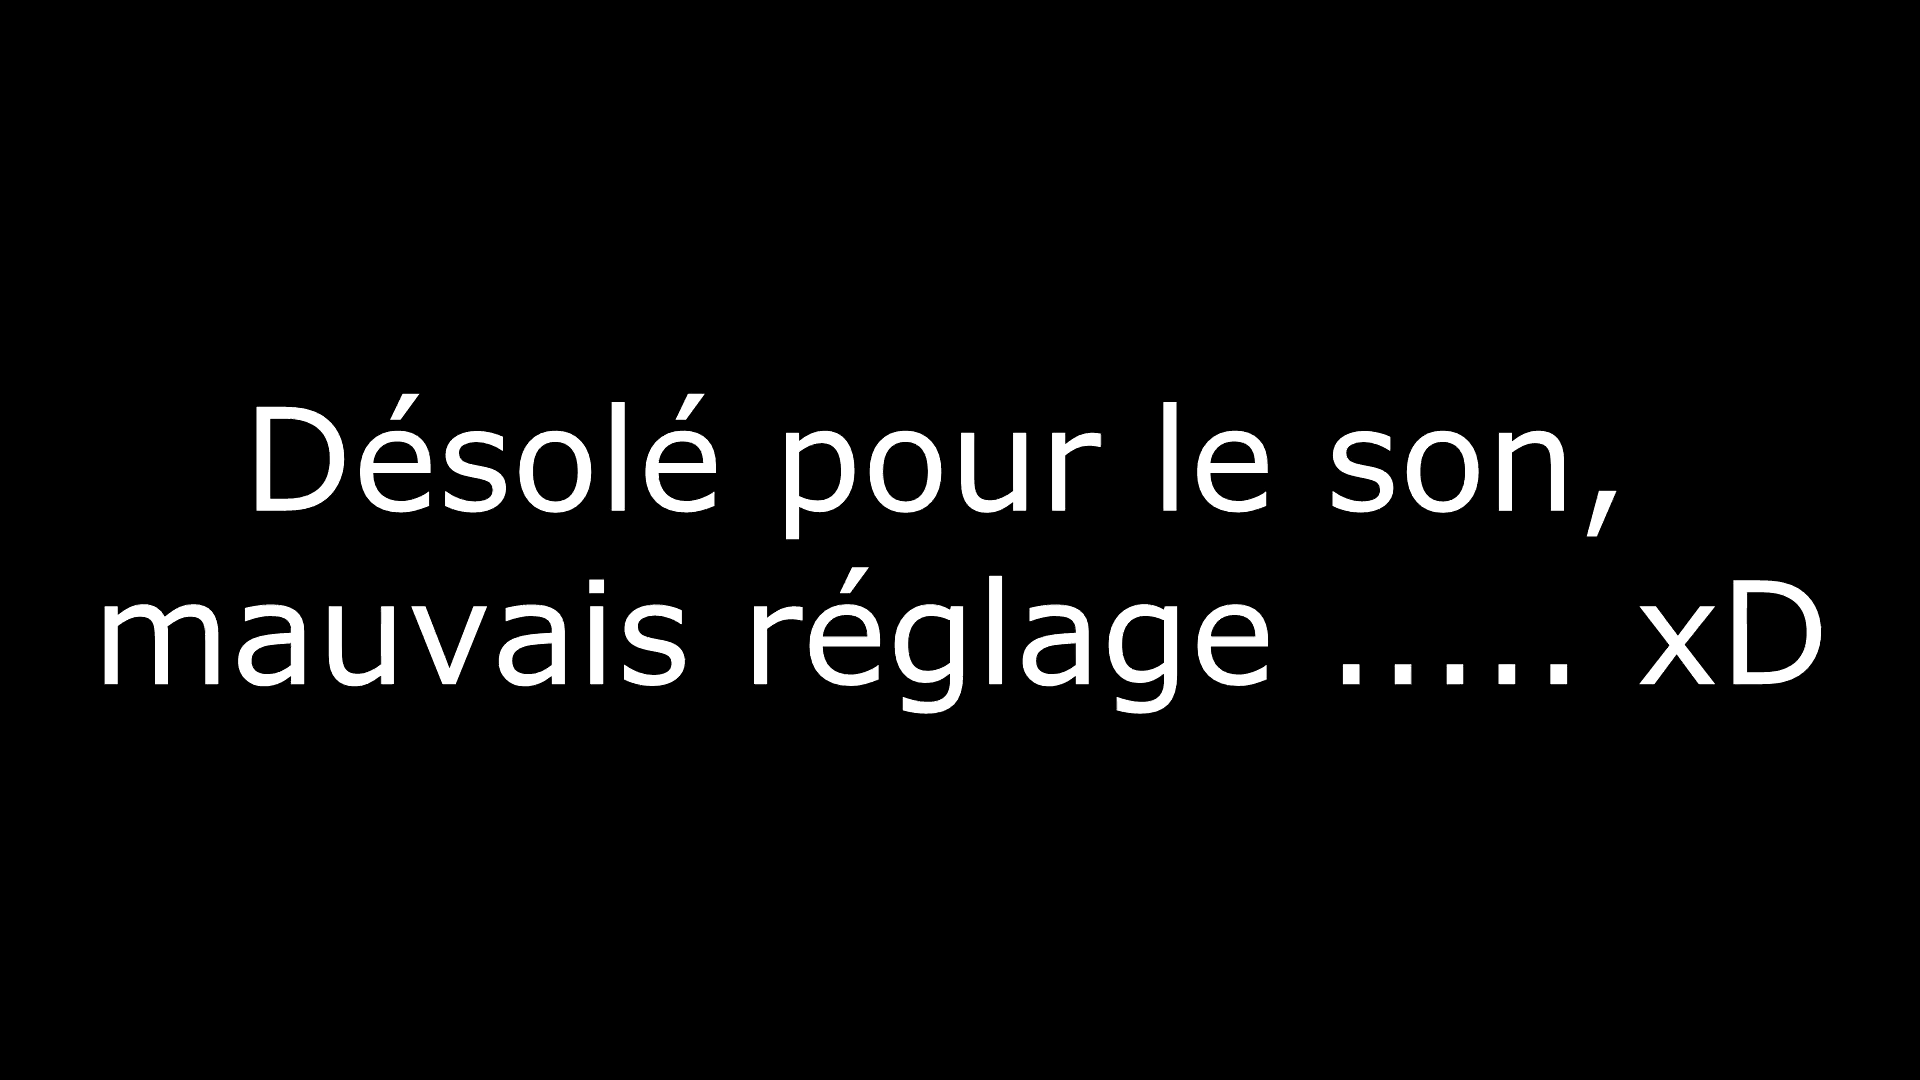 Désolé pour le son,
mauvais réglage ..... xD